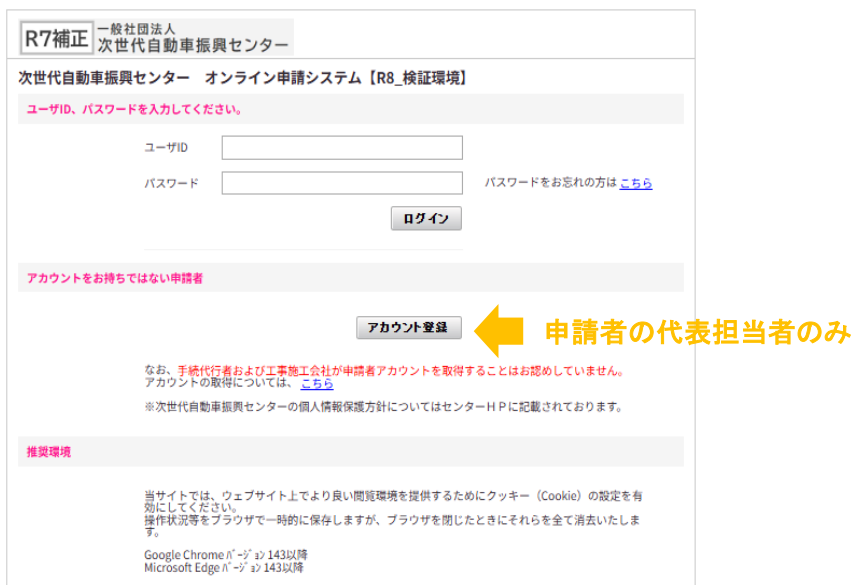 R7補正
一般社団法人
次世代自動車振興センター
次世代自動車振興センター　オンライン申請システム【R8_検証環境】
ユーザID、パスワードを入力してください。
ユーザID
パスワード
パスワードをお忘れの方は こちら
ログイン
アカウントをお持ちではない申請者
アカウント登録
申請者の代表担当者のみ
なお、手続代行者および工事施工会社が申請者アカウントを取得することはお認めしていません。
アカウントの取得については、 こちら
※次世代自動車振興センターの個人情報保護方針についてはセンターＨＰに記載されております。
推奨環境
当サイトでは、ウェブサイト上でより良い閲覧環境を提供するためにクッキー（Cookie）の設定を有
効にしてください。
操作状況等をブラウザで一時的に保存しますが、ブラウザを閉じたときにそれらを全て消去いたしま
す。
Google Chrome ﾊﾞｰｼﾞｮﾝ 143以降
Microsoft Edge ﾊﾞｰｼﾞｮﾝ 143以降